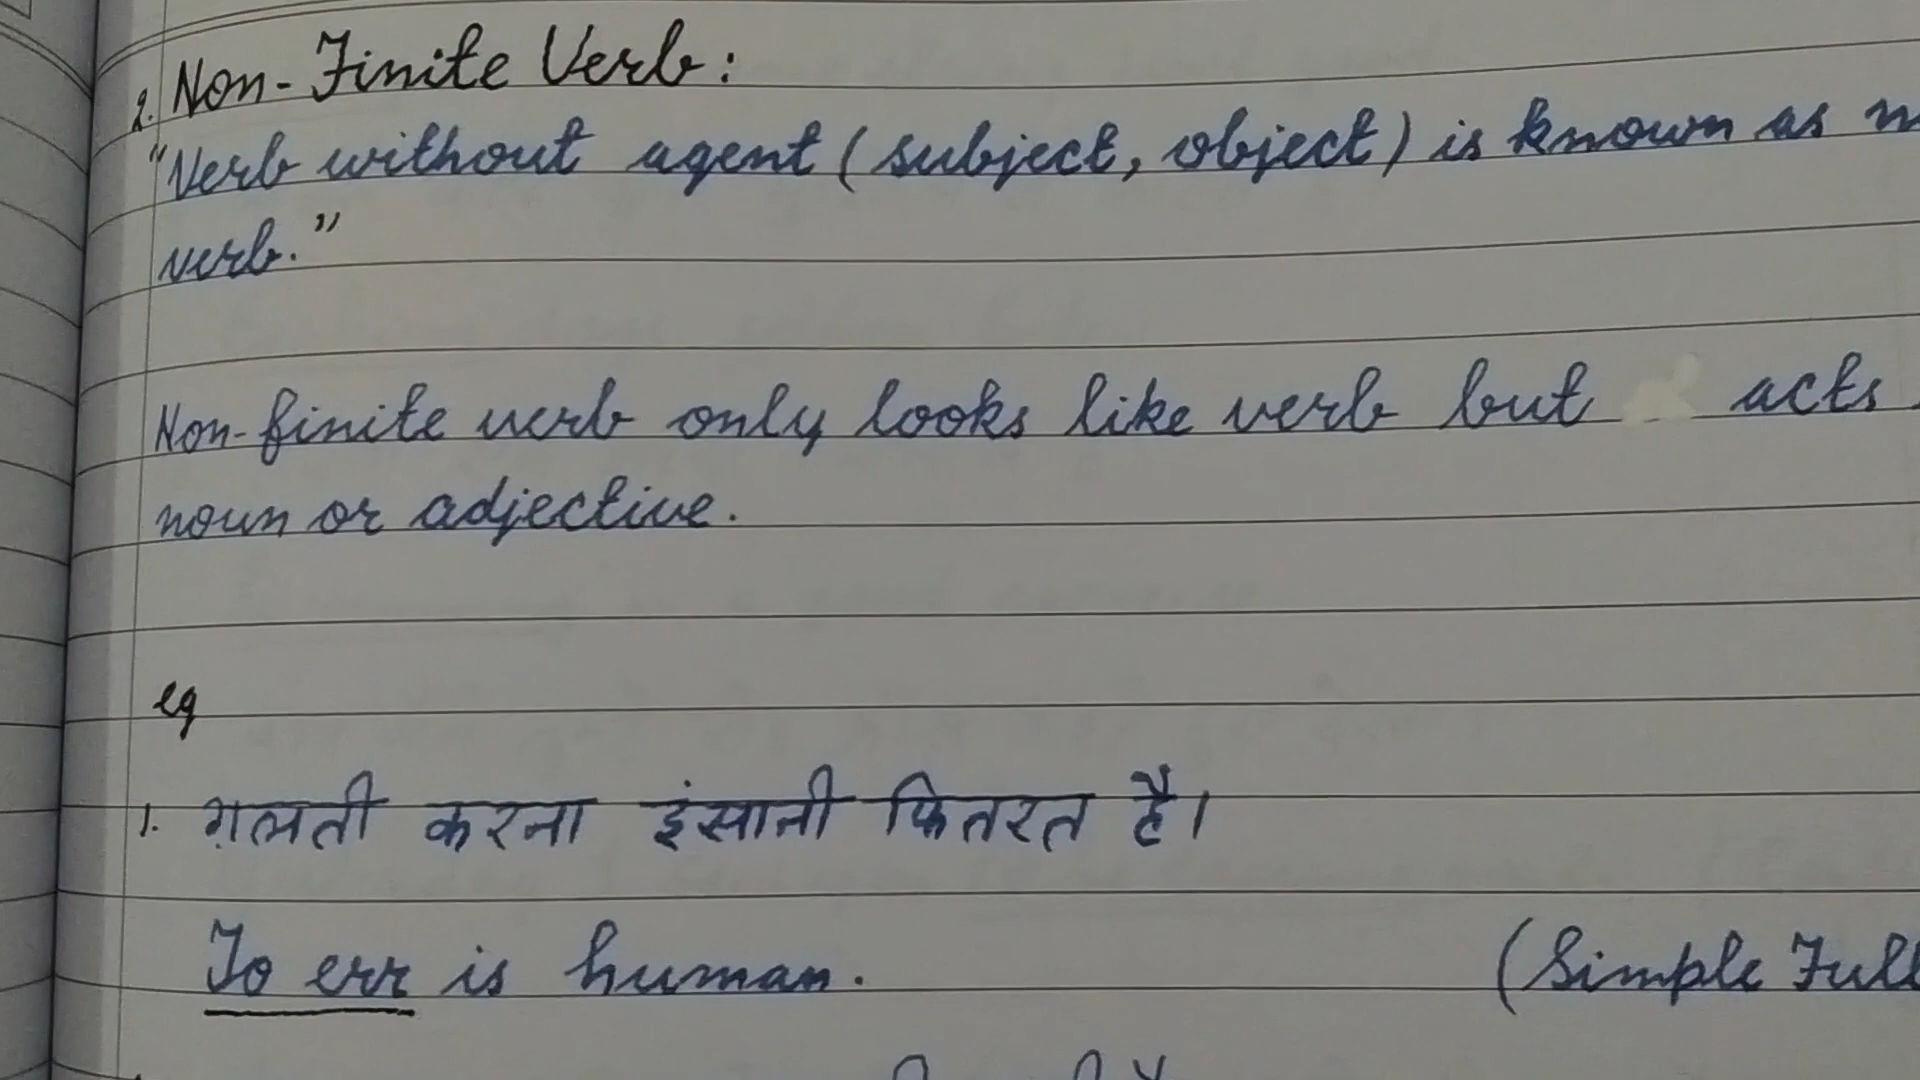 2. Non-Finite Verb:
"Verb without agent (subject, object) is known as
verb."
Non-finite verb only looks like verb but acts
noun or adjective.
eg
1. ग़लती करना इंसानी फितरत है।
To err is human. (Simple Full